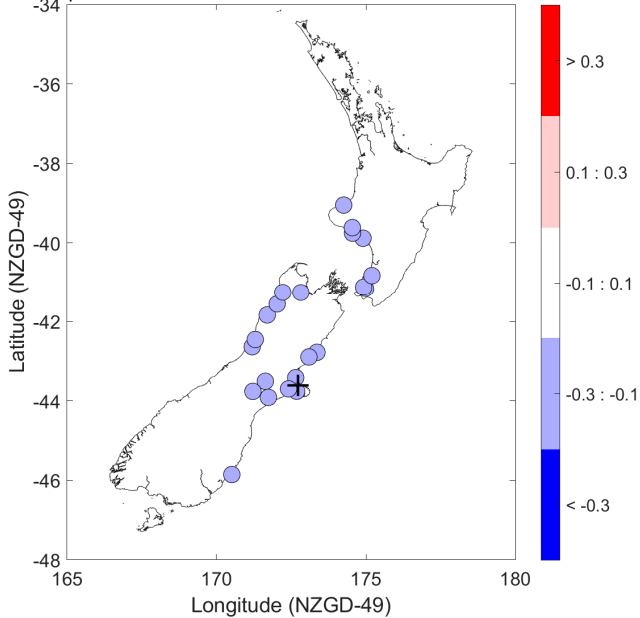 -34
-36
-38
-40
-42
-44
-46
-48
165
170
175
180
Longitude (NZGD-49)
Latitude (NZGD-49)
> 0.3
0.1 : 0.3
-0.1 : 0.1
-0.3 : -0.1
< -0.3